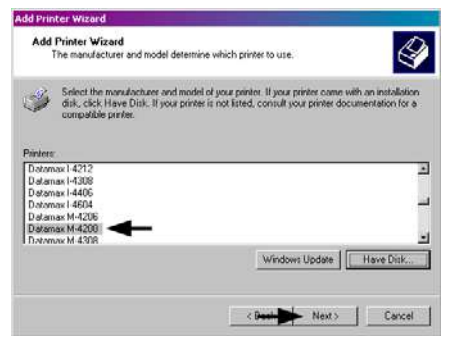 Add Printer Wizard
Add Printer Wizard
The manufacturer and model determine which printer to use.
Select the manufacturer and model of your printer. If your printer came with an installation
disk, click Have Disk. If your printer is not listed, consult your printer documentation for a
compatible printer.
Printers:
Datamax I-4212
Datamax I-4308
Datamax I-4406
Datamax I-4604
Datamax M-4206
Datamax M-4200
Datamax M-4308
Windows Update
Have Disk...
< Next >
Cancel